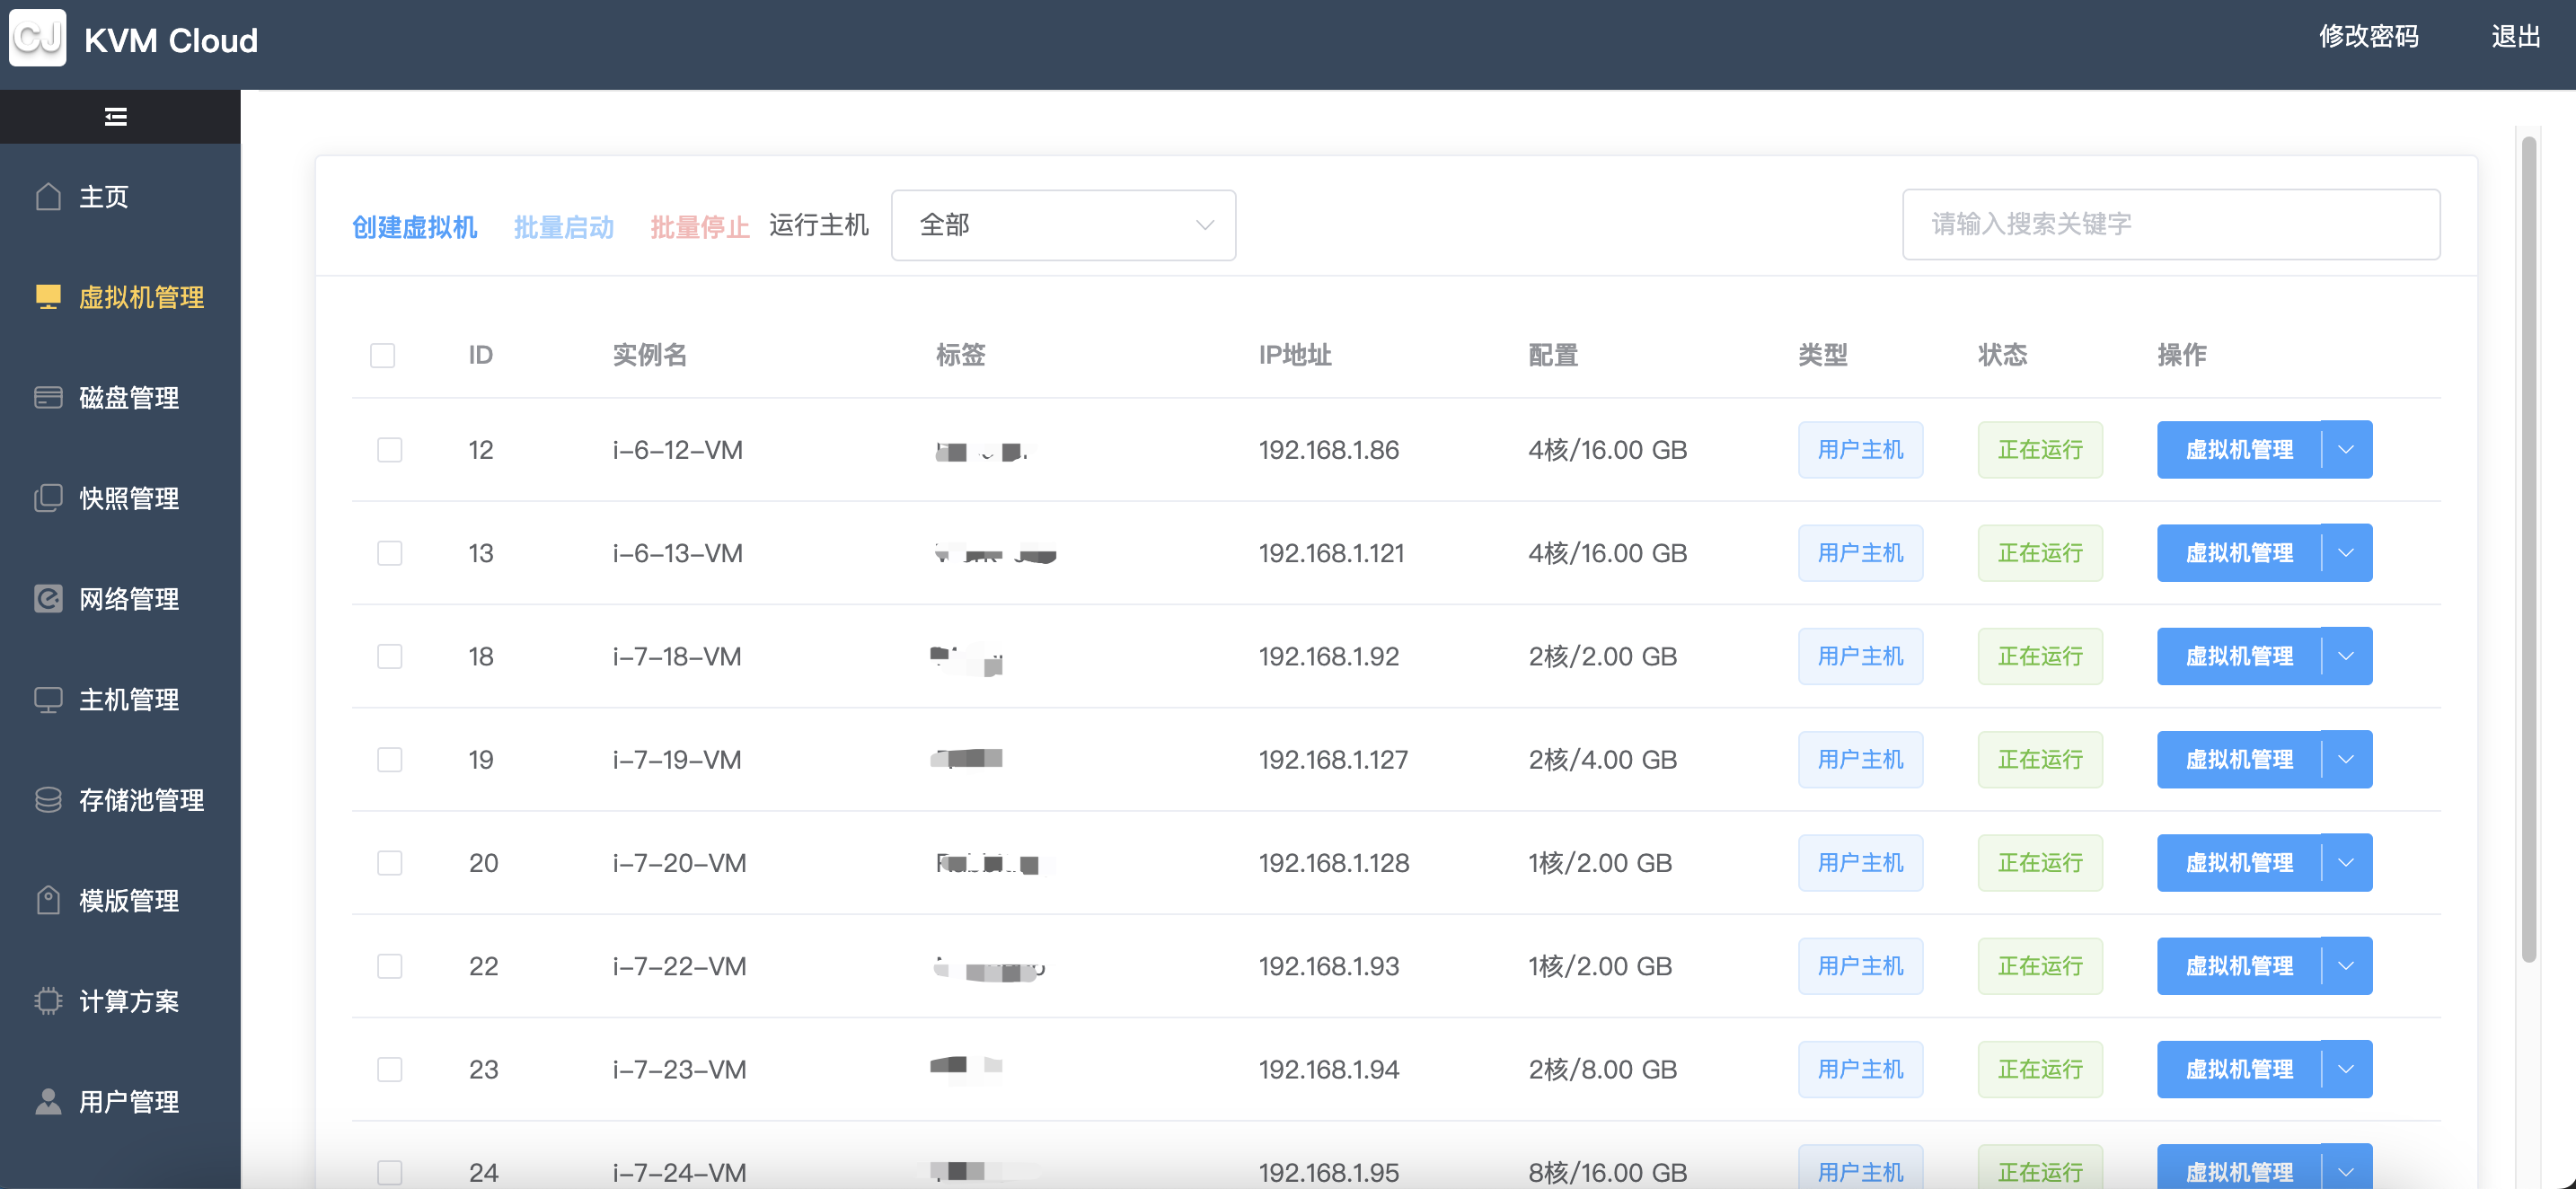 CJ KVM Cloud 修改密码 退出
主页
虚拟机管理
磁盘管理
快照管理
网络管理
主机管理
存储池管理
模版管理
计算方案
用户管理
创建虚拟机 批量启动 批量停止 运行主机 全部 请输入搜索关键字
ID 实例名 标签 IP地址 配置 类型 状态 操作
12 i-6-12-VM 192.168.1.86 4核/16.00 GB 用户主机 正在运行 虚拟机管理
13 i-6-13-VM 192.168.1.121 4核/16.00 GB 用户主机 正在运行 虚拟机管理
18 i-7-18-VM 192.168.1.92 2核/2.00 GB 用户主机 正在运行 虚拟机管理
19 i-7-19-VM 192.168.1.127 2核/4.00 GB 用户主机 正在运行 虚拟机管理
20 i-7-20-VM 192.168.1.128 1核/2.00 GB 用户主机 正在运行 虚拟机管理
22 i-7-22-VM 192.168.1.93 1核/2.00 GB 用户主机 正在运行 虚拟机管理
23 i-7-23-VM 192.168.1.94 2核/8.00 GB 用户主机 正在运行 虚拟机管理
24 i-7-24-VM 192.168.1.95 8核/16.00 GB 用户主机 正在运行 虚拟机管理